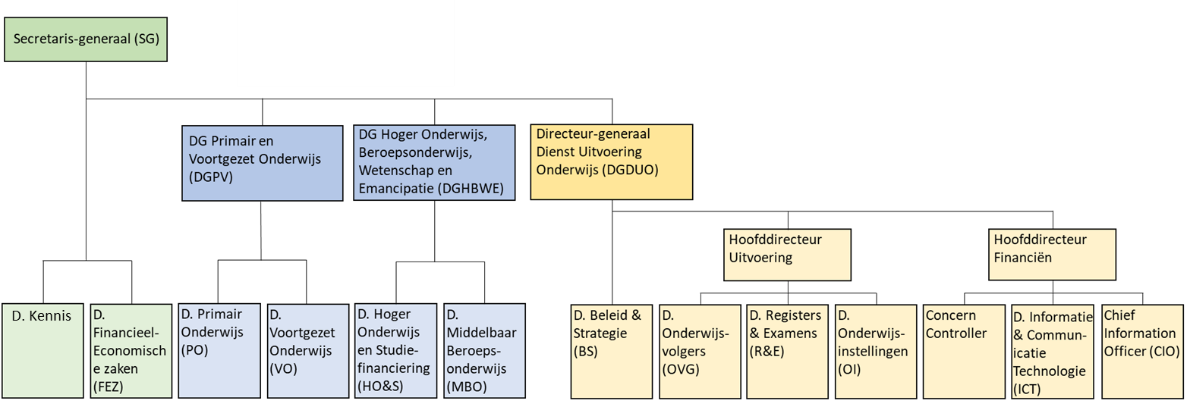 Secretaris-generaal (SG)
DG Primair en
Voortgezet Onderwijs
(DGPV)
DG Hoger Onderwijs,
Beroepsonderwijs,
Wetenschap en
Emancipatie (DGHBWE)
Directeur-generaal
Dienst Uitvoering
Onderwijs (DGDUO)
Hoofddirecteur
Uitvoering
Hoofddirecteur
Financiën
D. Kennis
D.
Financieel-
Economisch
e zaken
(FEZ)
D. Primair
Onderwijs
(PO)
D.
Voortgezet
Onderwijs
(VO)
D. Hoger
Onderwijs
en Studie-
financiering
(HO&S)
D.
Middelbaar
Beroeps-
onderwijs
(MBO)
D. Beleid &
Strategie
(BS)
D.
Onderwijs-
volgers
(OVG)
D. Registers
& Examens
(R&E)
D.
Onderwijs-
instellingen
(OI)
Concern
Controller
D. Informatie
& Commun-
icatie
Technologie
(ICT)
Chief
Information
Officer (CIO)